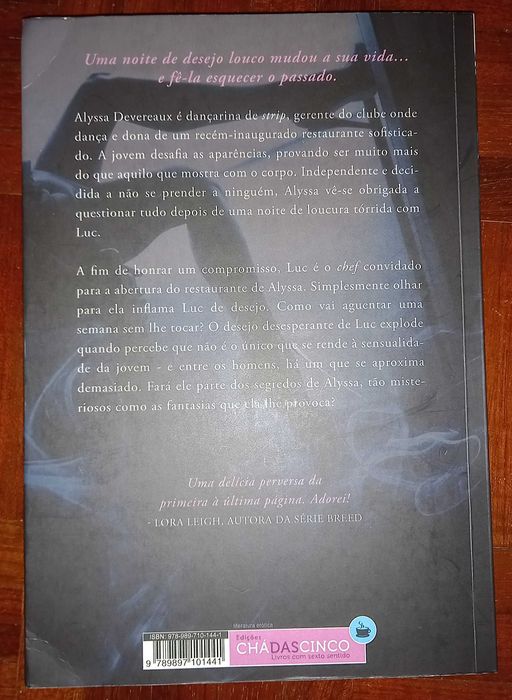 Uma noite de desejo louco mudou a sua vida...
e fê-la esquecer o passado.
Alyssa Devereaux é dançarina de strip, gerente do clube onde
dança e dona de um recém-inaugurado restaurante sofistica-
do. A jovem desafia as aparências, provando ser muito mais
do que aquilo que mostra com o corpo. Independente e deci-
dida a não se prender a ninguém, Alyssa vê-se obrigada a
questionar tudo depois de uma noite de loucura tórrida com
Luc.
A fim de honrar um compromisso, Luc é o chef convidado
para a abertura do restaurante de Alyssa. Simplesmente olhar
para ela inflama Luc de desejo. Como vai aguentar uma
semana sem lhe tocar? O desejo desesperante de Luc explode
quando percebe que não é o único que se rende à sensualida-
de da jovem - e entre os homens, há um que se aproxima
demasiado. Fará ele parte dos segredos de Alyssa, tão miste-
riosos como as fantasias que ela lhe provoca?
Uma delícia perversa da
primeira à última página. Adorei!
- LORA LEIGH, AUTORA DA SÉRIE BREED
literatura erótica
ISBN: 978-989-710-144-1
9 789897 101441
Edições
CHÁDASCINCO
Livros com sexto sentido